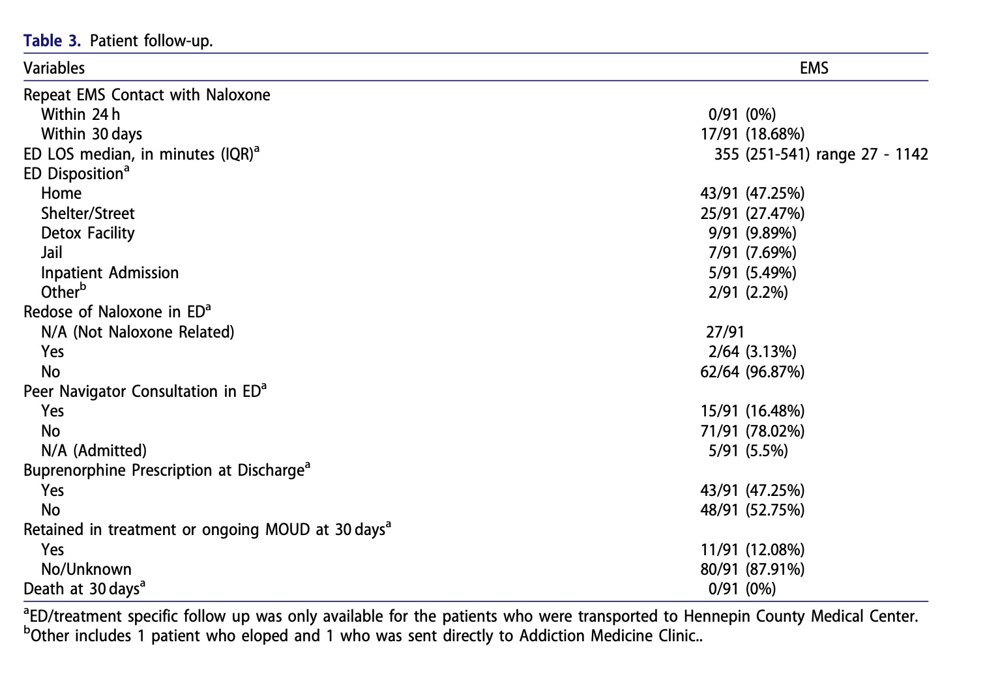 Table 3. Patient follow-up.
Variables EMS
Repeat EMS Contact with Naloxone
Within 24 h 0/91 (0%)
Within 30 days 17/91 (18.68%)
ED LOS median, in minutes (IQR)a 355 (251-541) range 27 - 1142
ED Dispositiona
Home 43/91 (47.25%)
Shelter/Street 25/91 (27.47%)
Detox Facility 9/91 (9.89%)
Jail 7/91 (7.69%)
Inpatient Admission 5/91 (5.49%)
Otherb 2/91 (2.2%)
Redose of Naloxone in EDa
N/A (Not Naloxone Related) 27/91
Yes 2/64 (3.13%)
No 62/64 (96.87%)
Peer Navigator Consultation in EDa
Yes 15/91 (16.48%)
No 71/91 (78.02%)
N/A (Admitted) 5/91 (5.5%)
Buprenorphine Prescription at Dischargea
Yes 43/91 (47.25%)
No 48/91 (52.75%)
Retained in treatment or ongoing MOUD at 30 daysa
Yes 11/91 (12.08%)
No/Unknown 80/91 (87.91%)
Death at 30 daysa 0/91 (0%)
aED/treatment specific follow up was only available for the patients who were transported to Hennepin County Medical Center.
bOther includes 1 patient who eloped and 1 who was sent directly to Addiction Medicine Clinic..